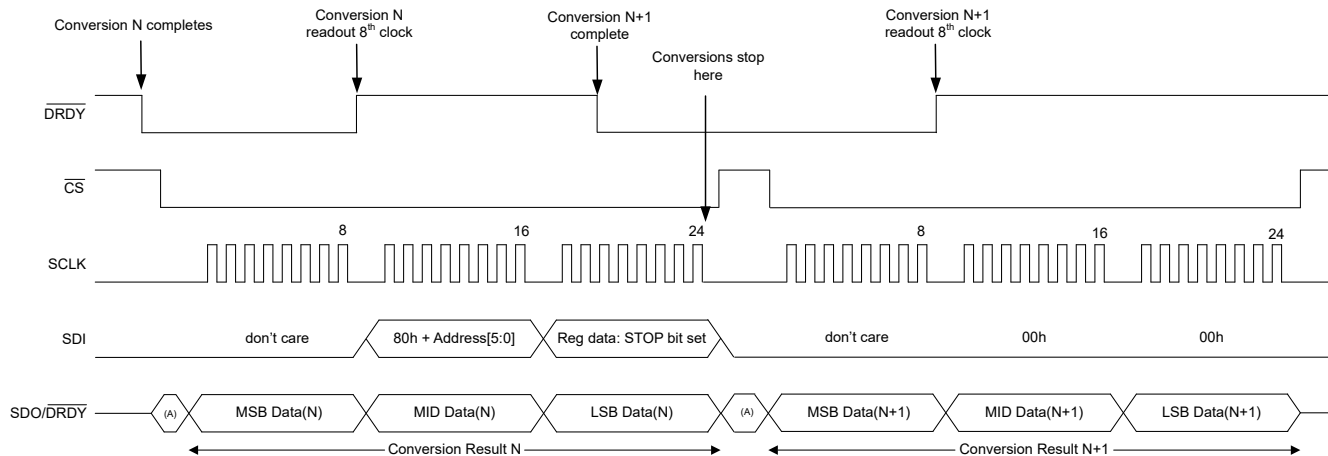 Conversion N completes
Conversion N
readout 8th clock
Conversion N+1
complete
Conversions stop
here
Conversion N+1
readout 8th clock
DRDY
CS
SCLK
8
16
24
8
16
24
SDI
don't care
80h + Address[5:0]
Reg data: STOP bit set
don't care
00h
00h
SDO/DRDY
(A)
MSB Data(N)
MID Data(N)
LSB Data(N)
(A)
MSB Data(N+1)
MID Data(N+1)
LSB Data(N+1)
Conversion Result N
Conversion Result N+1